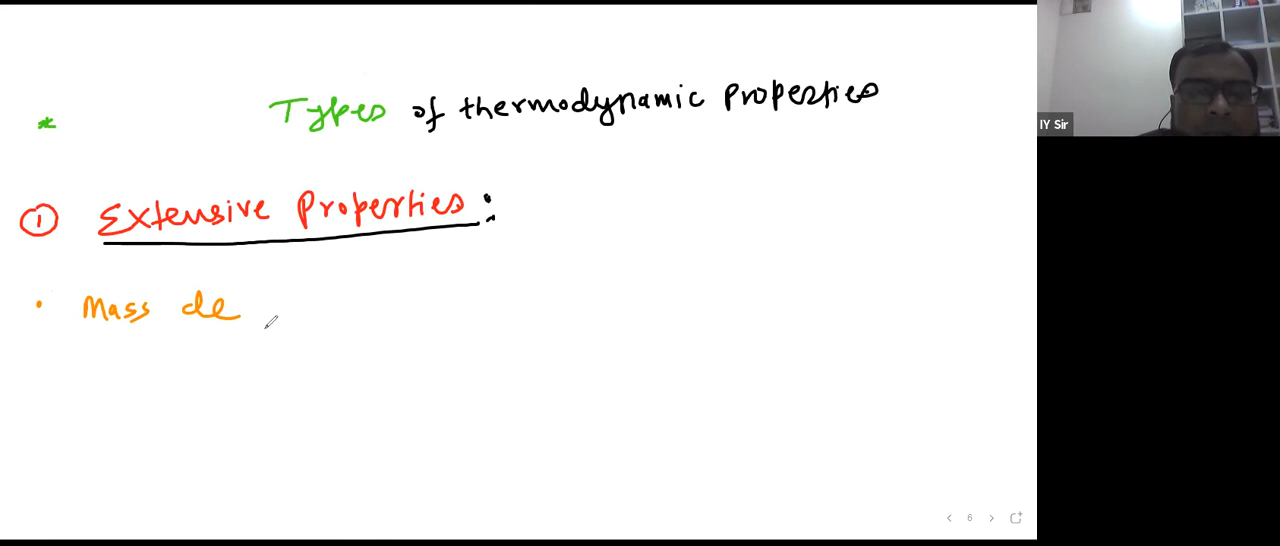 * Types of thermodynamic Properties
① Extensive Properties:
• Mass de
IY Sir
6